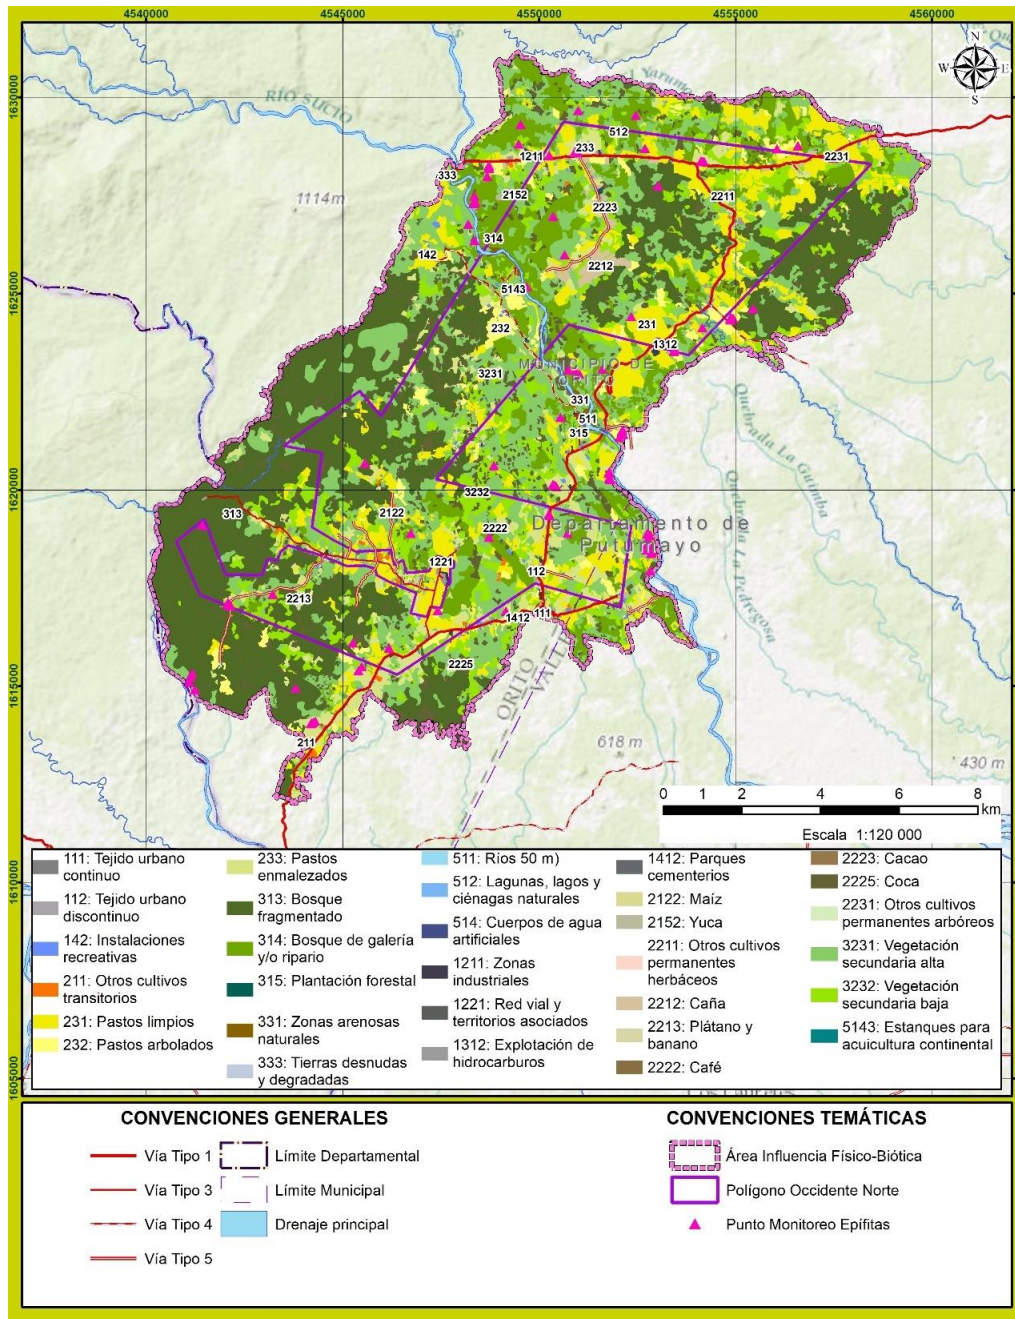 4540000
4545000
4550000
4555000
4560000
1630000
1625000
1620000
1615000
1610000
1605000
N
W
E
S
RÍO SUCIO
Yarumo
1114m
512
233
1211
2231
333
2152
2211
2223
314
142
2212
5143
232
231
1312
MUNICIPIO DE
ORITO
3231
331
511
315
Quebrada La Guimba
Quebrada La Pedregosa
3232
313
2122
2222
Departamento de
Putumayo
1221
112
2213
1412
111
2225
ORITO
VALLE
211
618 m
430 m
0 1 2 4 6 8
km
Escala 1:120 000
111: Tejido urbano
continuo
112: Tejido urbano
discontinuo
142: Instalaciones
recreativas
211: Otros cultivos
transitorios
231: Pastos limpios
232: Pastos arbolados
233: Pastos
enmalezados
313: Bosque
fragmentado
314: Bosque de galería
y/o ripario
315: Plantación forestal
331: Zonas arenosas
naturales
333: Tierras desnudas
y degradadas
511: Ríos 50 m)
512: Lagunas, lagos y
ciénagas naturales
514: Cuerpos de agua
artificiales
1211: Zonas
industriales
1221: Red vial y
territorios asociados
1312: Explotación de
hidrocarburos
1412: Parques
cementerios
2122: Maíz
2152: Yuca
2211: Otros cultivos
permanentes
herbáceos
2212: Caña
2213: Plátano y
banano
2222: Café
2223: Cacao
2225: Coca
2231: Otros cultivos
permanentes arbóreos
3231: Vegetación
secundaria alta
3232: Vegetación
secundaria baja
5143: Estanques para
acuicultura continental
CONVENCIONES GENERALES
Vía Tipo 1
Vía Tipo 3
Vía Tipo 4
Vía Tipo 5
Límite Departamental
Límite Municipal
Drenaje principal
CONVENCIONES TEMÁTICAS
Área Influencia Físico-Biótica
Polígono Occidente Norte
Punto Monitoreo Epífitas